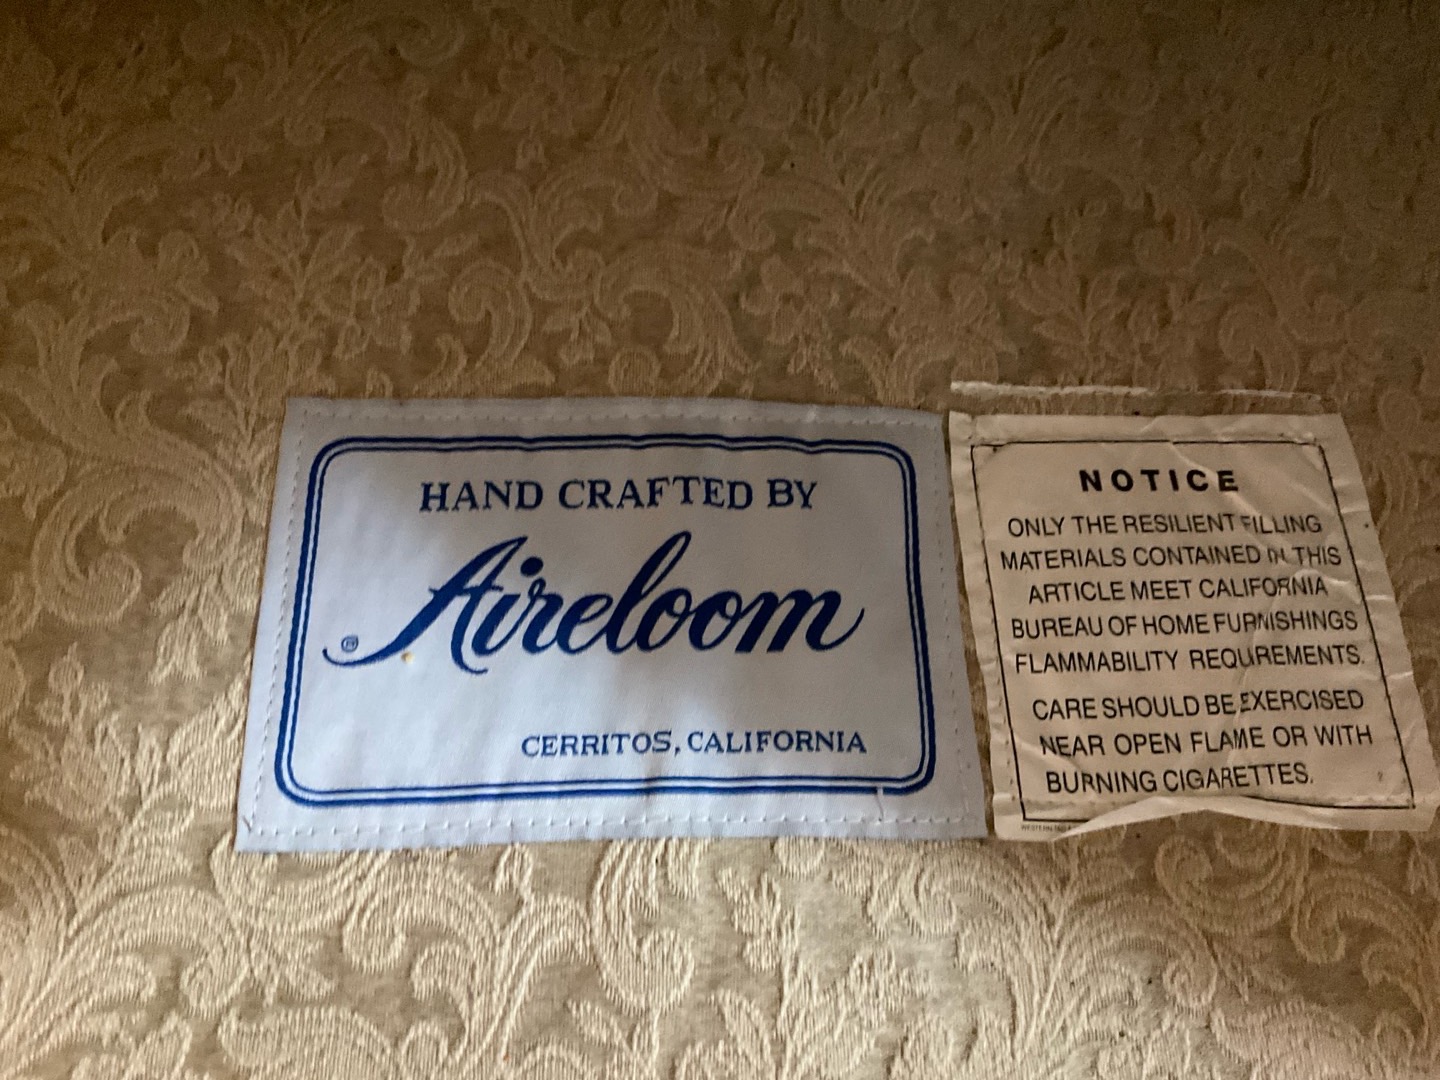 HAND CRAFTED BY
Aireloom
®
CERRITOS, CALIFORNIA
NOTICE
ONLY THE RESILIENT FILLING
MATERIALS CONTAINED IN THIS
ARTICLE MEET CALIFORNIA
BUREAU OF HOME FURNISHINGS
FLAMMABILITY REQUIREMENTS.
CARE SHOULD BE EXERCISED
NEAR OPEN FLAME OR WITH
BURNING CIGARETTES.